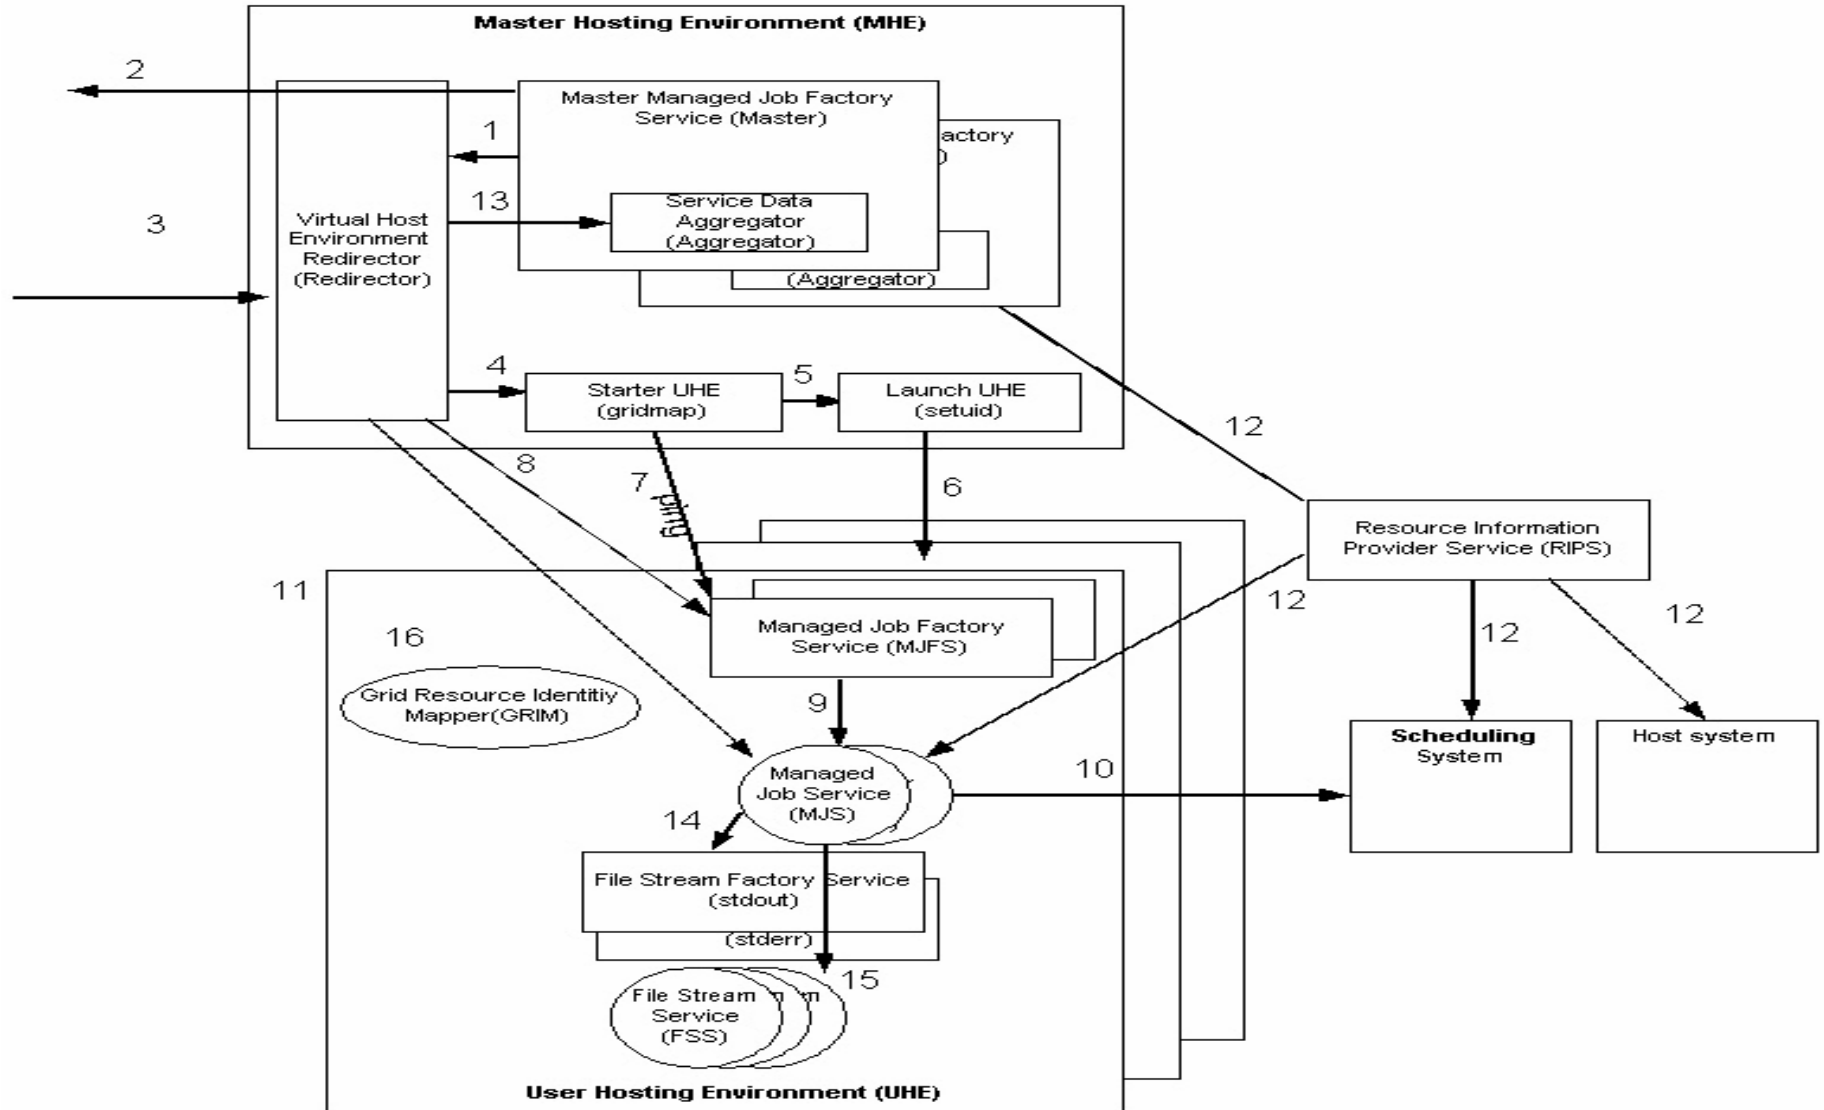 Master Hosting Environment (MHE)
2
Master Managed Job Factory
Service (Master)
1
actory
)
13
Service Data
Aggregator
(Aggregator)
3
Virtual Host
Environment
Redirector
(Redirector)
(Aggregator)
4
Starter UHE
(gridmap)
5
Launch UHE
(setuid)
12
8
7
ping
6
Resource Information
Provider Service (RIPS)
11
12
12
12
16
Managed Job Factory
Service (MJFS)
Grid Resource Identitiy
Mapper(GRIM)
9
Scheduling
System
Host system
10
Managed
Job Service
(MJS)
14
File Stream Factory Service
(stdout)
(stderr)
15
File Stream
m
Service
(FSS)
User Hosting Environment (UHE)